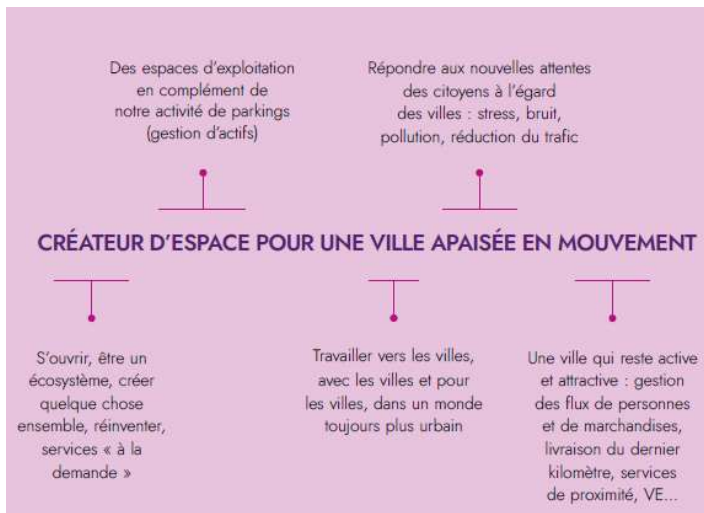 Des espaces d'exploitation
en complément de
notre activité de parkings
(gestion d'actifs)
Répondre aux nouvelles attentes
des citoyens à l'égard
des villes : stress, bruit,
pollution, réduction du trafic
CRÉATEUR D'ESPACE POUR UNE VILLE APAISÉE EN MOUVEMENT
S'ouvrir, être un
écosystème, créer
quelque chose
ensemble, réinventer,
services « à la
demande »
Travailler vers les villes,
avec les villes et pour
les villes, dans un monde
toujours plus urbain
Une ville qui reste active
et attractive : gestion
des flux de personnes
et de marchandises,
livraison du dernier
kilomètre, services
de proximité, VE...